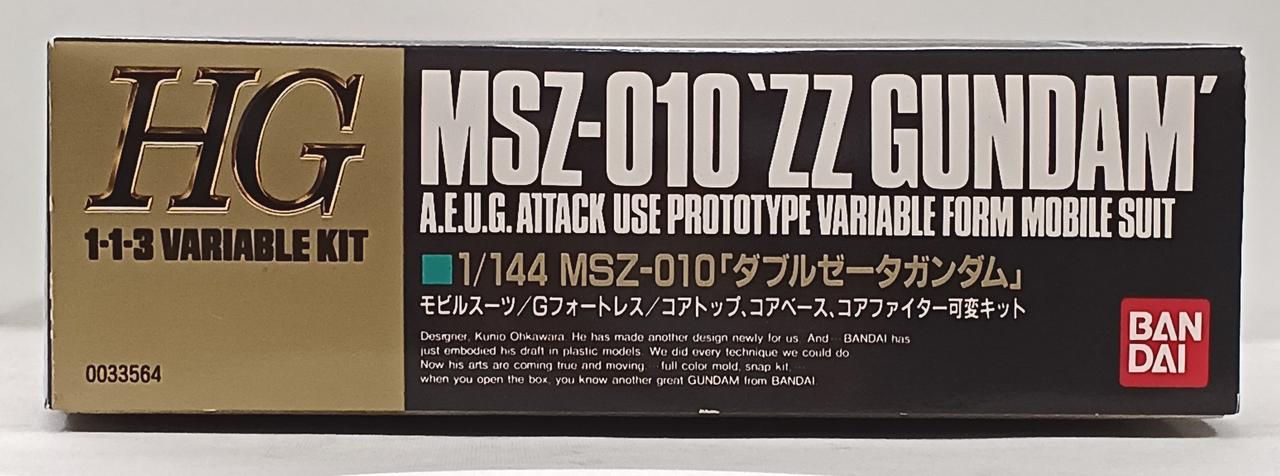 HG
1-1-3 VARIABLE KIT
0033564
MSZ-010 'ZZ GUNDAM'
A.E.U.G. ATTACK USE PROTOTYPE VARIABLE FORM MOBILE SUIT
■1/144 MSZ-010「ダブルゼータガンダム」
モビルスーツ/Gフォートレス/コアトップ、コアベース、コアファイター可変キット
Designer, Kunio Ohkawara. He has made another design newly for us. And… BANDAI has
just embodied his draft in plastic models. We did every technique we could do.
Now his arts are coming true and moving.… full color mold, snap kit,…
when you open the box, you know another great GUNDAM from BANDAI.
BAN
DAI